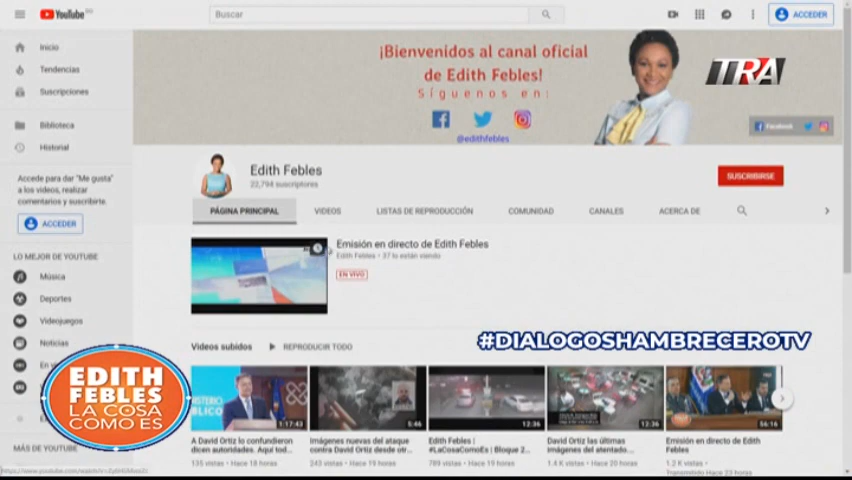 YouTube DO
Buscar
ACCEDER
Inicio
Tendencias
Suscripciones
Biblioteca
Historial
Accede para dar "Me gusta"
a los videos, realizar
comentarios y suscribirte.
ACCEDER
LO MEJOR DE YOUTUBE
Música
Deportes
Videojuegos
Noticias
MÁS DE YOUTUBE
¡Bienvenidos al canal oficial
de Edith Febles!
Síguenos en:
@edithfebles
TRA
Facebook
Edith Febles
22,794 suscriptores
SUSCRIBIRSE
PÁGINA PRINCIPAL
VIDEOS
LISTAS DE REPRODUCCIÓN
COMUNIDAD
CANALES
ACERCA DE
Emisión en directo de Edith Febles
Edith Febles • 37 lo están viendo
EN VIVO
#DIALOGOSHAMBRECEROTV
Videos subidos
REPRODUCIR TODO
1:17:43
5:46
12:36
12:36
56:16
A David Ortiz lo confundieron
dicen autoridades. Aquí tod...
135 vistas • Hace 18 horas
Imágenes nuevas del ataque
contra David Ortiz desde otr...
243 vistas • Hace 19 horas
Edith Febles |
#LaCosaComoEs | Bloque 2...
789 vistas • Hace 19 horas
David Ortiz las últimas
imágenes del atentado...
1.4 K vistas • Hace 20 horas
Emisión en directo de Edith
Febles
1.2 K vistas •
Transmitido Hace 23 horas
EDITH
FEBLES
LA COSA
COMO ES